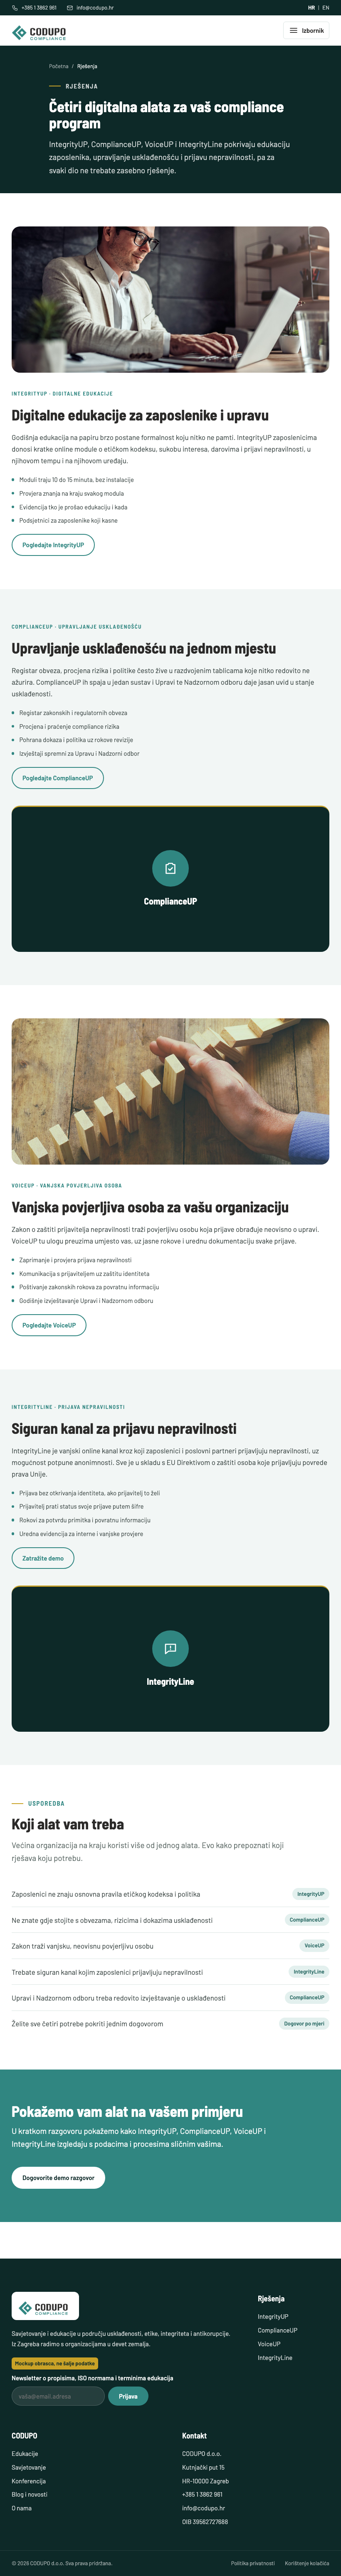 +385 1 3862 961
info@codupo.hr
HR | EN
CODUPO
COMPLIANCE
Izbornik
Početna / Rješenja
RJEŠENJA
Četiri digitalna alata za vaš compliance
program
IntegrityUP, ComplianceUP, VoiceUP i IntegrityLine pokrivaju edukaciju
zaposlenika, upravljanje usklađenošću i prijavu nepravilnosti, pa za
svaki dio ne trebate zasebno rješenje.
INTEGRITYUP · DIGITALNE EDUKACIJE
Digitalne edukacije za zaposlenike i upravu
Godišnja edukacija na papiru brzo postane formalnost koju nitko ne pamti. IntegrityUP zaposlenicima
donosi kratke online module o etičkom kodeksu, sukobu interesa, darovima i prijavi nepravilnosti, u
njihovom tempu i na njihovom uređaju.
Moduli traju 10 do 15 minuta, bez instalacije
Provjera znanja na kraju svakog modula
Evidencija tko je prošao edukaciju i kada
Podsjetnici za zaposlenike koji kasne
Pogledajte IntegrityUP
COMPLIANCEUP · UPRAVLJANJE USKLAĐENOŠĆU
Upravljanje usklađenošću na jednom mjestu
Registar obveza, procjena rizika i politike često žive u razdvojenim tablicama koje nitko redovito ne
ažurira. ComplianceUP ih spaja u jedan sustav i Upravi te Nadzornom odboru daje jasan uvid u stanje
usklađenosti.
Registar zakonskih i regulatornih obveza
Procjena i praćenje compliance rizika
Pohrana dokaza i politika uz rokove revizije
Izvještaji spremni za Upravu i Nadzorni odbor
Pogledajte ComplianceUP
ComplianceUP
VOICEUP · VANJSKA POVJERLJIVA OSOBA
Vanjska povjerljiva osoba za vašu organizaciju
Zakon o zaštiti prijavitelja nepravilnosti traži povjerljivu osobu koja prijave obrađuje neovisno o upravi.
VoiceUP tu ulogu preuzima umjesto vas, uz jasne rokove i urednu dokumentaciju svake prijave.
Zaprimanje i provjera prijava nepravilnosti
Komunikacija s prijaviteljem uz zaštitu identiteta
Poštivanje zakonskih rokova za povratnu informaciju
Godišnje izvještavanje Upravi i Nadzornom odboru
Pogledajte VoiceUP
INTEGRITYLINE · PRIJAVA NEPRAVILNOSTI
Siguran kanal za prijavu nepravilnosti
IntegrityLine je vanjski online kanal kroz koji zaposlenici i poslovni partneri prijavljuju nepravilnosti, uz
mogućnost potpune anonimnosti. Sve je u skladu s EU Direktivom o zaštiti osoba koje prijavljuju povrede
prava Unije.
Prijava bez otkrivanja identiteta, ako prijavitelj to želi
Prijavitelj prati status svoje prijave putem šifre
Rokovi za potvrdu primitka i povratnu informaciju
Uredna evidencija za interne i vanjske provjere
Zatražite demo
IntegrityLine
USPOREDBA
Koji alat vam treba
Većina organizacija na kraju koristi više od jednog alata. Evo kako prepoznati koji
rješava koju potrebu.
Zaposlenici ne znaju osnovna pravila etičkog kodeksa i politika
IntegrityUP
Ne znate gdje stojite s obvezama, rizicima i dokazima usklađenosti
ComplianceUP
Zakon traži vanjsku, neovisnu povjerljivu osobu
VoiceUP
Trebate siguran kanal kojim zaposlenici prijavljuju nepravilnosti
IntegrityLine
Upravi i Nadzornom odboru treba redovito izvještavanje o usklađenosti
ComplianceUP
Želite sve četiri potrebe pokriti jednim dogovorom
Dogovor po mjeri
Pokažemo vam alat na vašem primjeru
U kratkom razgovoru pokažemo kako IntegrityUP, ComplianceUP, VoiceUP i
IntegrityLine izgledaju s podacima i procesima sličnim vašima.
Dogovorite demo razgovor
CODUPO
COMPLIANCE
Savjetovanje i edukacije u području usklađenosti, etike, integriteta i antikorupcije.
Iz Zagreba radimo s organizacijama u devet zemalja.
Mockup obrasca, ne šalje podatke
Newsletter o propisima, ISO normama i terminima edukacija
vaša@email.adresa
Prijava
Rješenja
IntegrityUP
ComplianceUP
VoiceUP
IntegrityLine
CODUPO
Edukacije
Savjetovanje
Konferencija
Blog i novosti
O nama
Kontakt
CODUPO d.o.o.
Kutnjački put 15
HR-10000 Zagreb
+385 1 3862 961
info@codupo.hr
OIB 39562727688
© 2026 CODUPO d.o.o. Sva prava pridržana.
Politika privatnosti
Korištenje kolačića